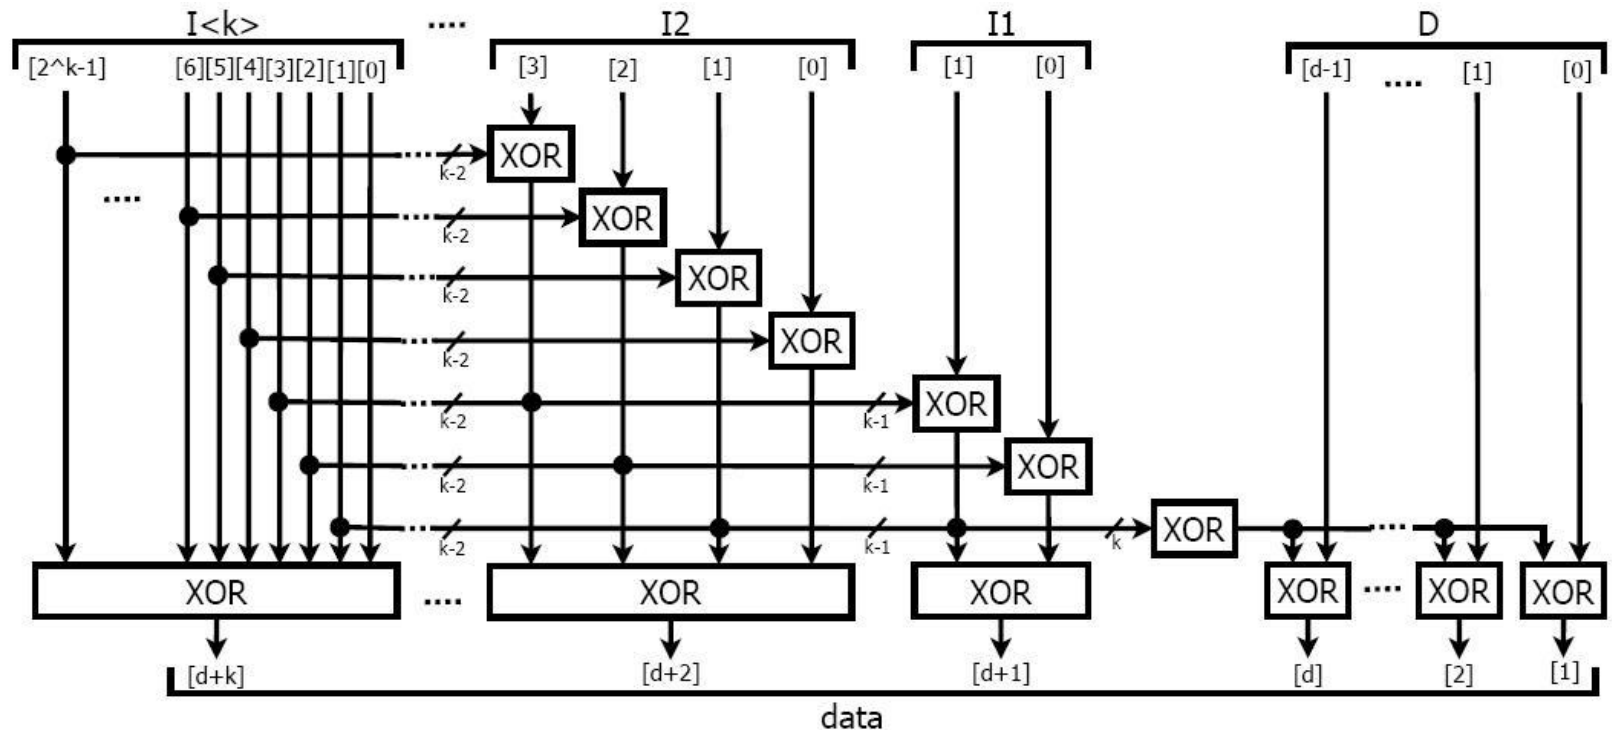 I<k> .... I2 I1 D
[2^k-1] [6][5][4][3][2][1][0] [3] [2] [1] [0] [1] [0] [d-1] .... [1] [0]
XOR
k-2
....
XOR
k-2
XOR
k-2
XOR
k-2
XOR
k-2 k-1
XOR
k-2 k-1
XOR
k-2 k-1 k
XOR .... XOR XOR XOR .... XOR XOR
[d+k] [d+2] [d+1] [d] [2] [1]
data